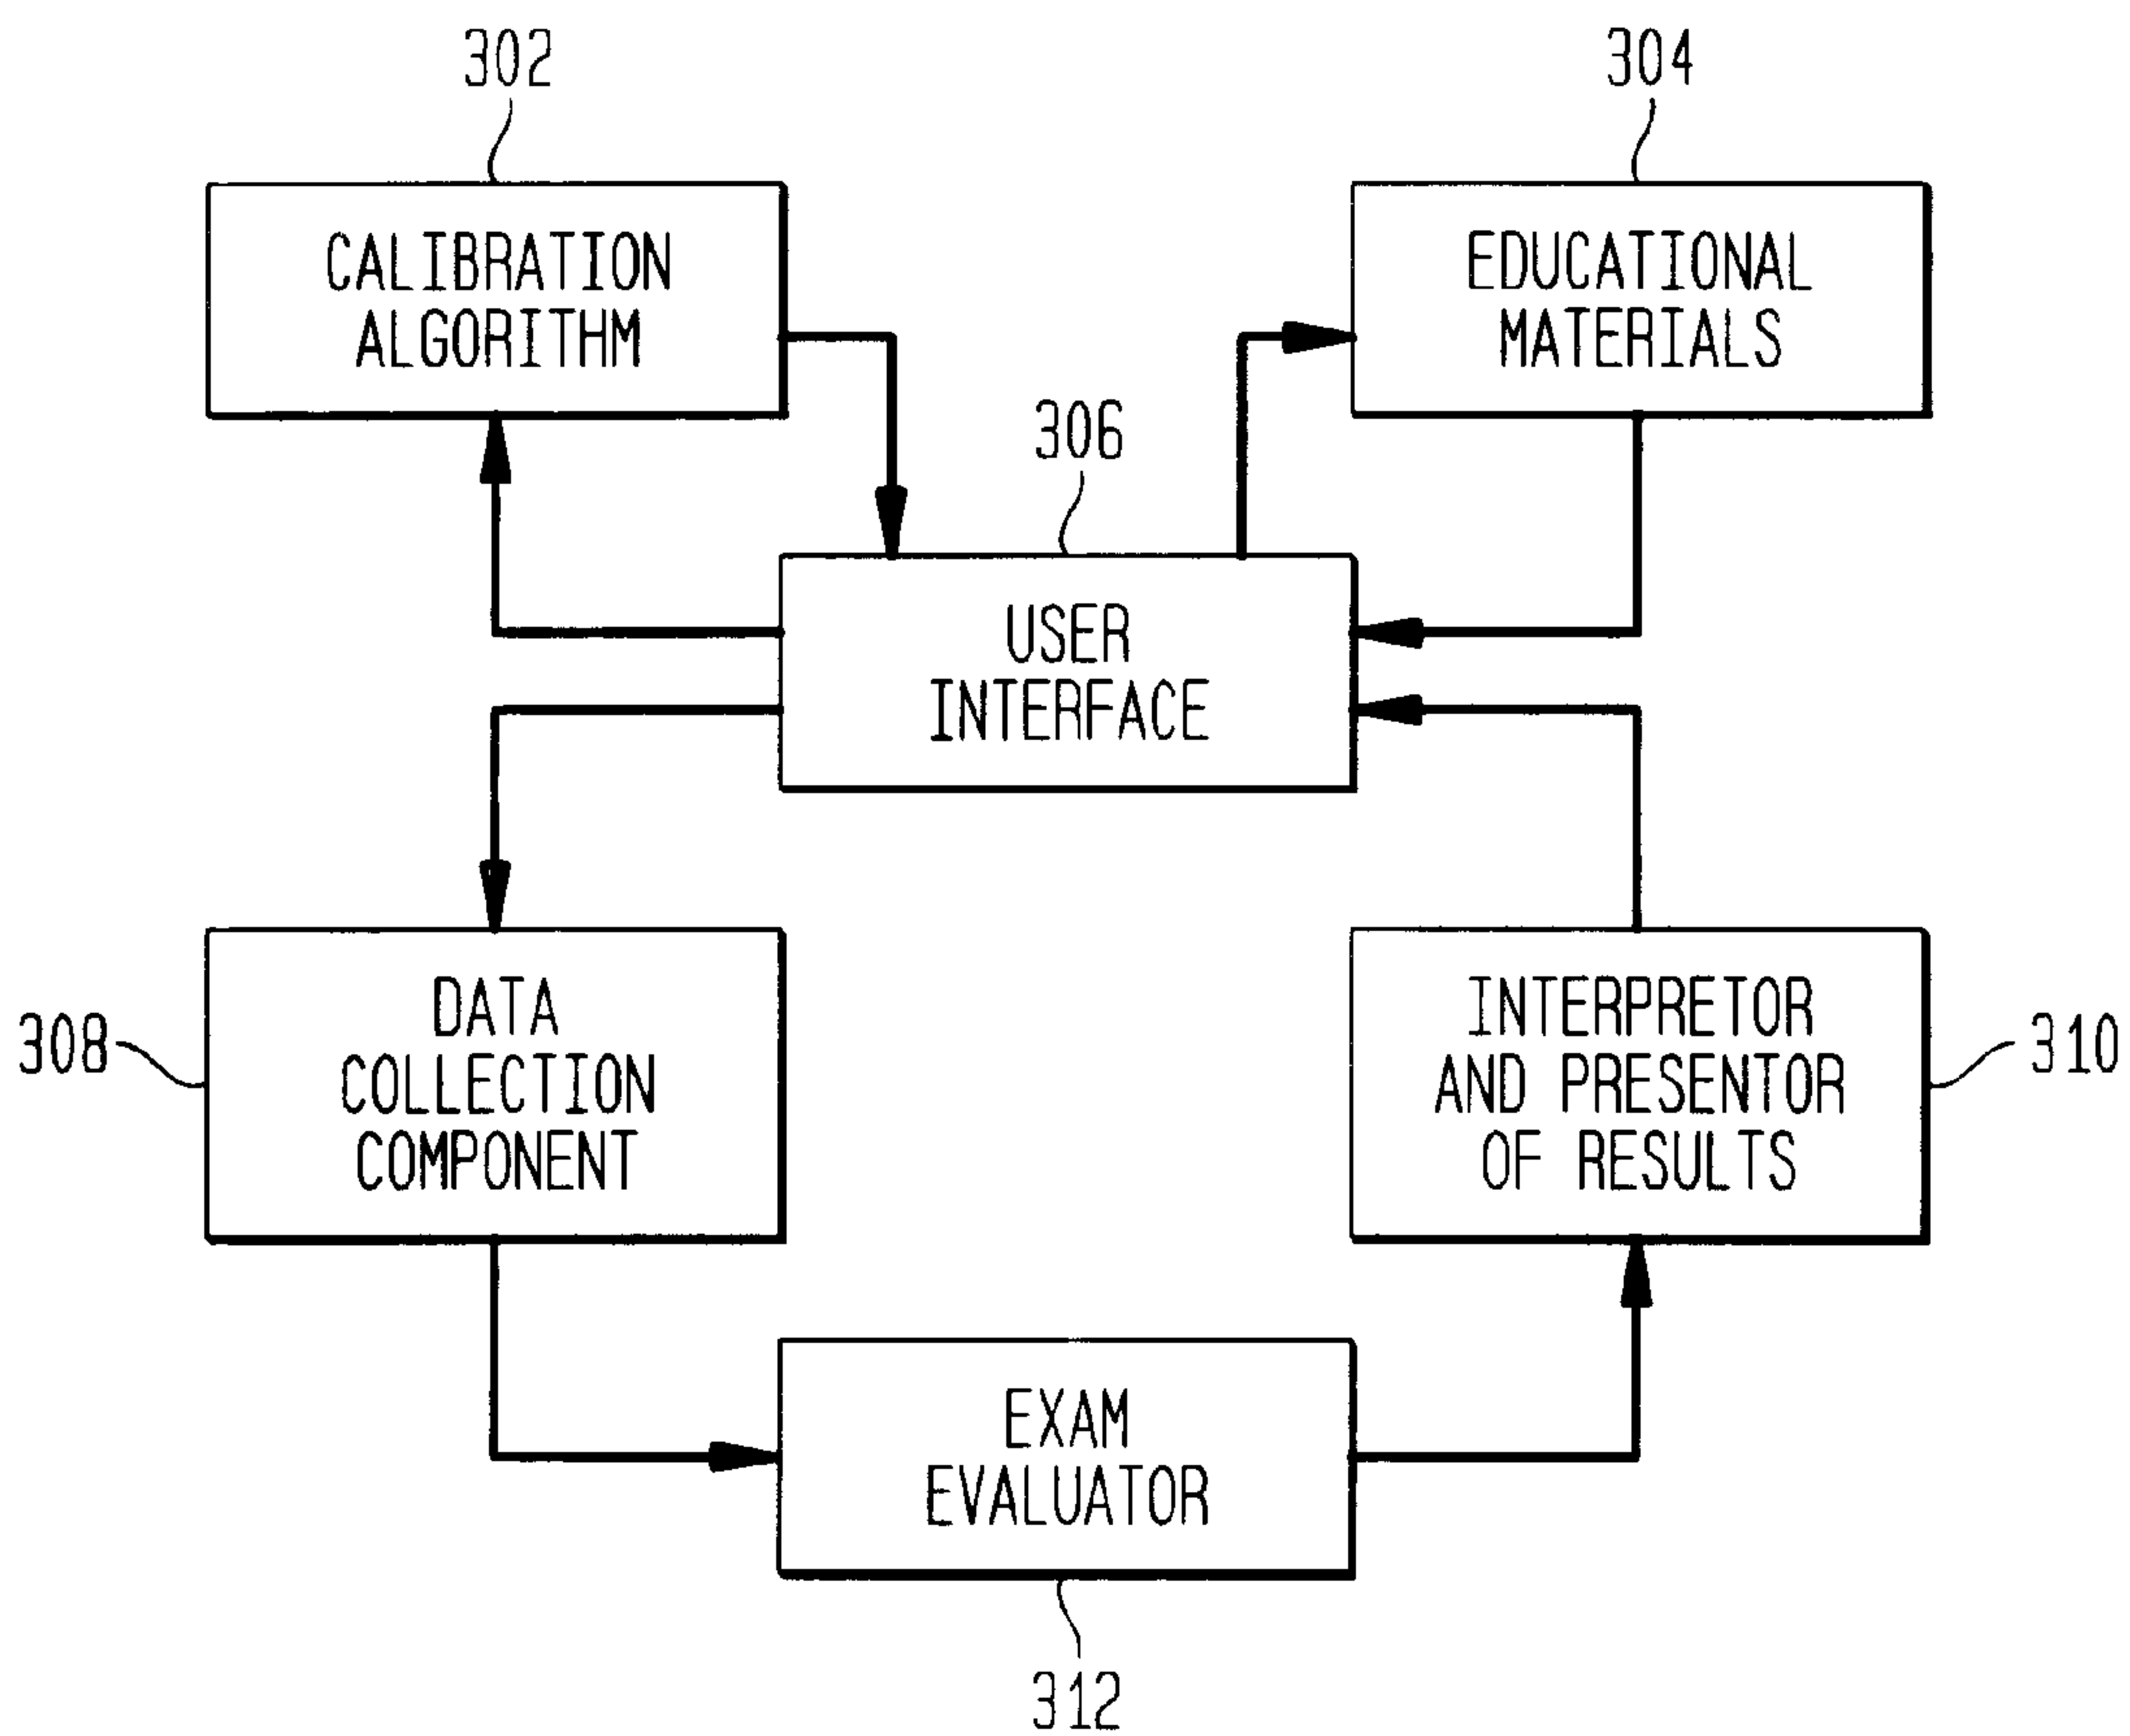 302
304
CALIBRATION
ALGORITHM
EDUCATIONAL
MATERIALS
306
USER
INTERFACE
DATA
COLLECTION
COMPONENT
308
INTERPRETOR
AND PRESENTOR
OF RESULTS
310
EXAM
EVALUATOR
312